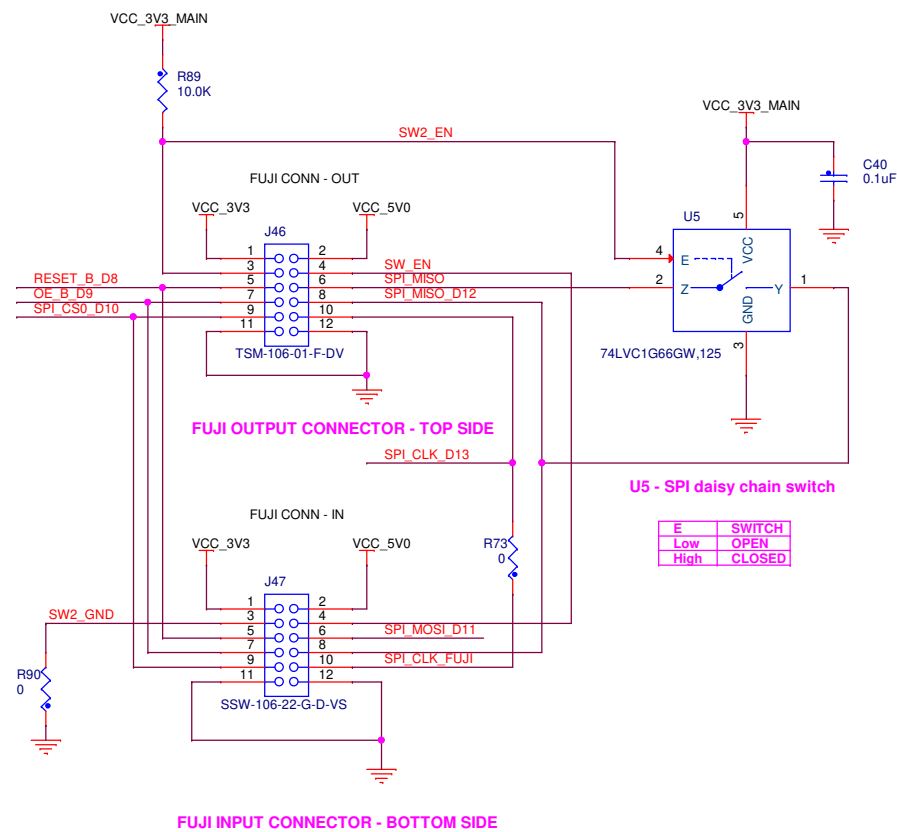 VCC_3V3_MAIN
R89
10.0K
VCC_3V3_MAIN
SW2_EN
C40
0.1uF
FUJI CONN - OUT
VCC_3V3
VCC_5V0
J46
U5
5
VCC
4
E
1
2
3
4
SW_EN
RESET_B_D8
5
6
SPI_MISO
2
Z
Y
1
OE_B_D9
7
8
SPI_MISO_D12
SPI_CS0_D10
9
10
GND
11
12
3
TSM-106-01-F-DV
74LVC1G66GW,125
FUJI OUTPUT CONNECTOR - TOP SIDE
SPI_CLK_D13
U5 - SPI daisy chain switch
FUJI CONN - IN
E SWITCH
Low OPEN
High CLOSED
VCC_3V3
VCC_5V0
R73
0
J47
1
2
SW2_GND
3
4
5
6
SPI_MOSI_D11
7
8
9
10
SPI_CLK_FUJI
R90
0
11
12
SSW-106-22-G-D-VS
FUJI INPUT CONNECTOR - BOTTOM SIDE